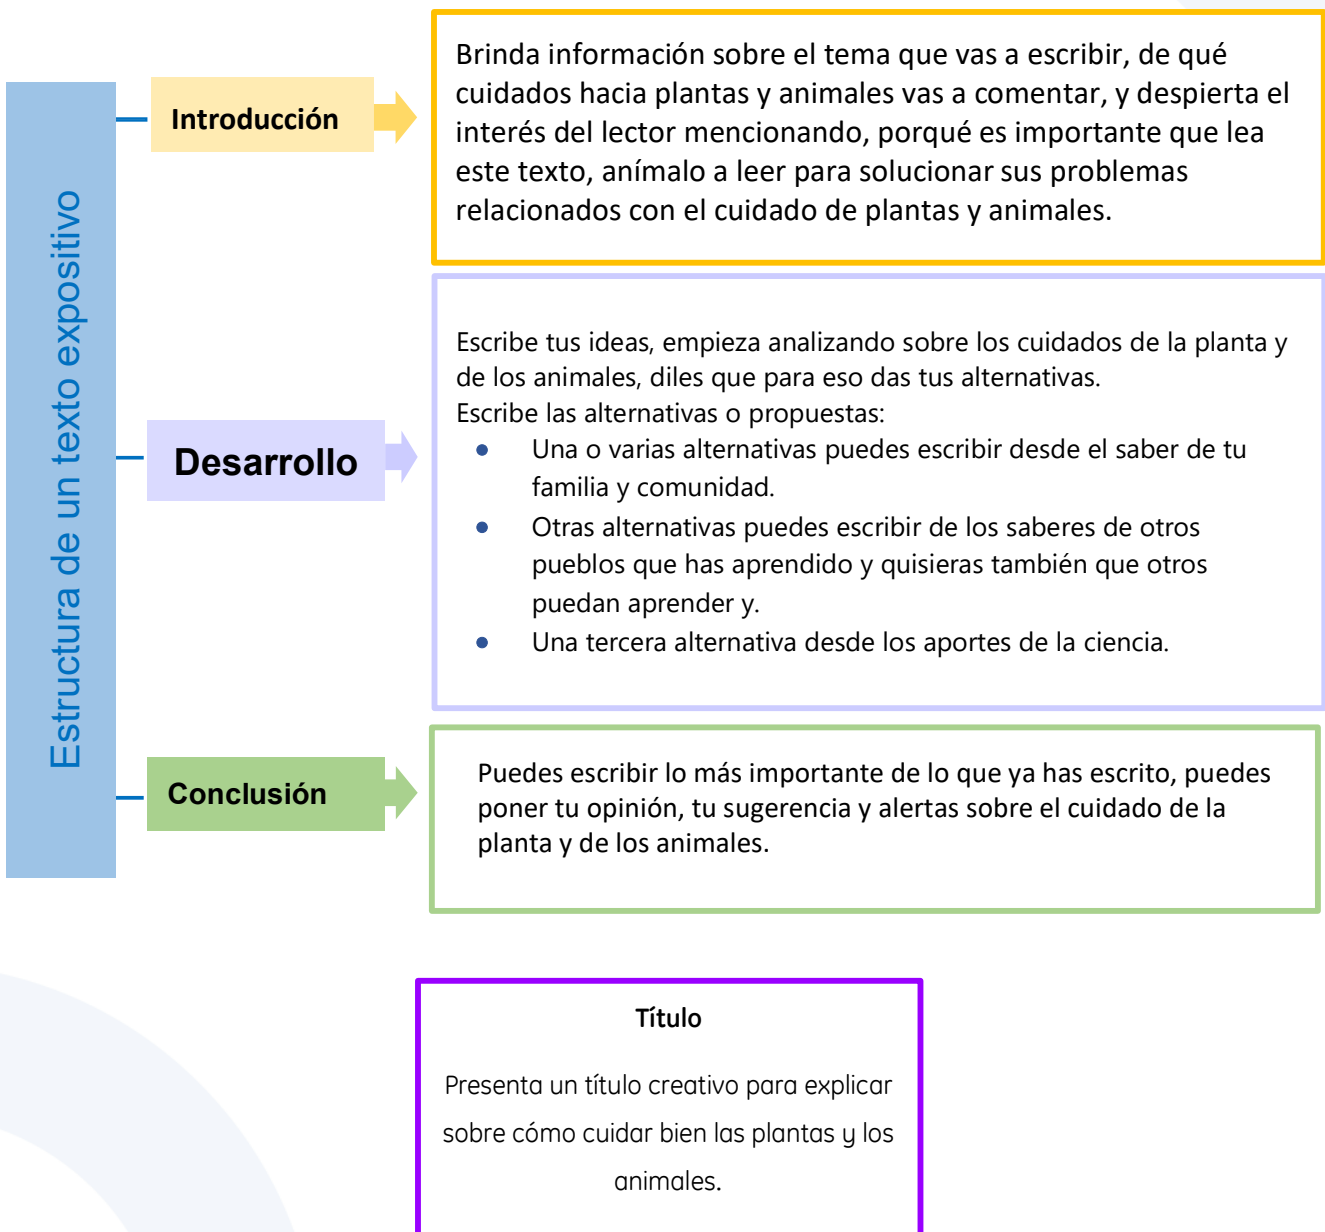 Estructura de un texto expositivo
Introducción
Brinda información sobre el tema que vas a escribir, de qué
cuidados hacia plantas y animales vas a comentar, y despierta el
interés del lector mencionando, porqué es importante que lea
este texto, anímalo a leer para solucionar sus problemas
relacionados con el cuidado de plantas y animales.
Desarrollo
Escribe tus ideas, empieza analizando sobre los cuidados de la planta y
de los animales, diles que para eso das tus alternativas.
Escribe las alternativas o propuestas:
● Una o varias alternativas puedes escribir desde el saber de tu
familia y comunidad.
● Otras alternativas puedes escribir de los saberes de otros
pueblos que has aprendido y quisieras también que otros
puedan aprender y.
● Una tercera alternativa desde los aportes de la ciencia.
Conclusión
Puedes escribir lo más importante de lo que ya has escrito, puedes
poner tu opinión, tu sugerencia y alertas sobre el cuidado de la
planta y de los animales.
Título
Presenta un título creativo para explicar
sobre cómo cuidar bien las plantas y los
animales.